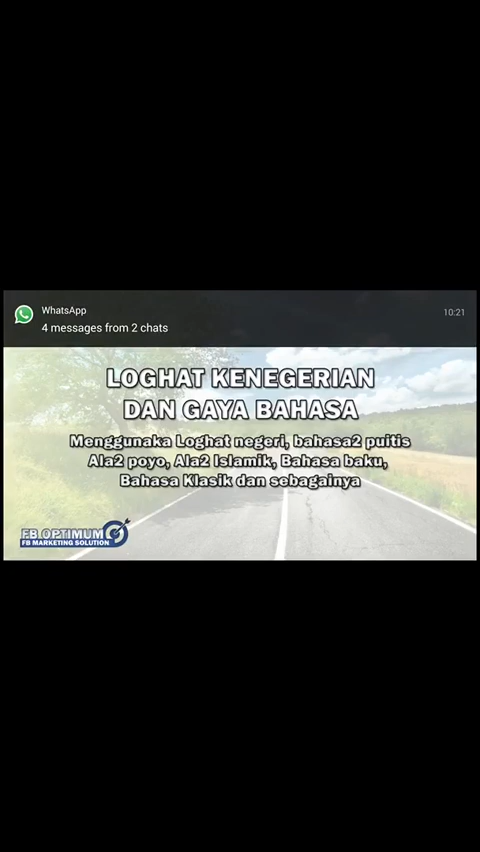 WhatsApp
10:21
4 messages from 2 chats
LOGHAT KENEGERIAN
DAN GAYA BAHASA
Menggunaka Loghat negeri, bahasa2 puitis
Ala2 poyo, Ala2 Islamik, Bahasa baku,
Bahasa Klasik dan sebagainya
FB OPTIMUM
FB MARKETING SOLUTION